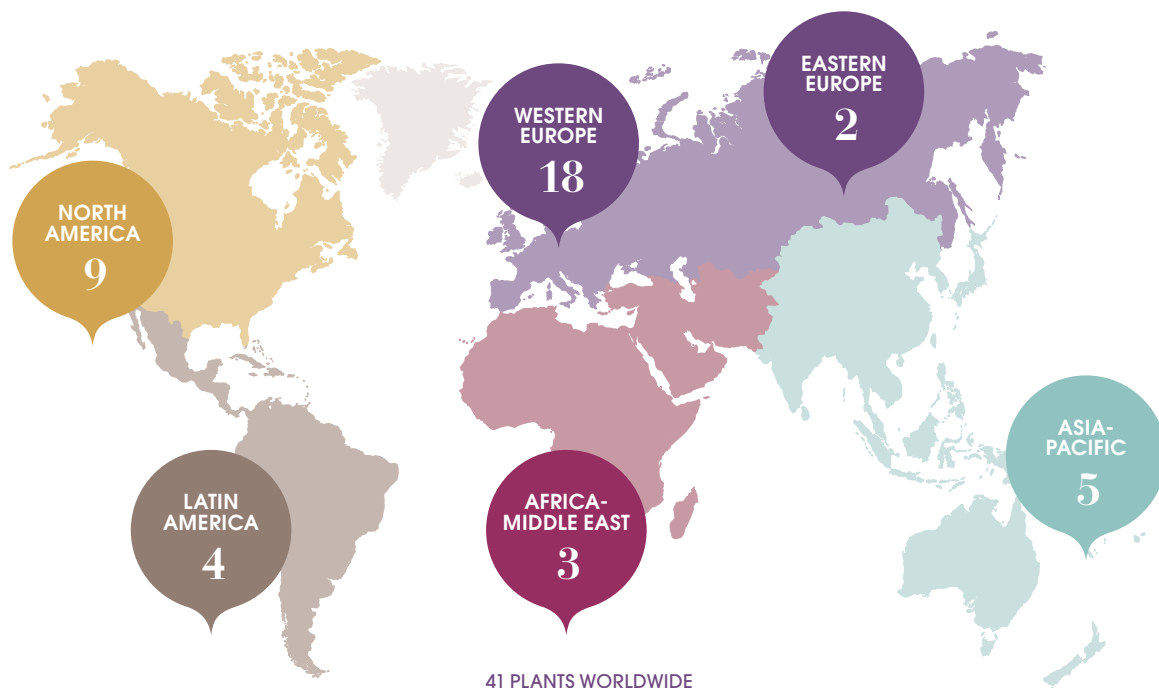 EASTERN
EUROPE
2
WESTERN
EUROPE
18
NORTH
AMERICA
9
ASIA-
PACIFIC
5
LATIN
AMERICA
4
AFRICA-
MIDDLE EAST
3
41 PLANTS WORLDWIDE